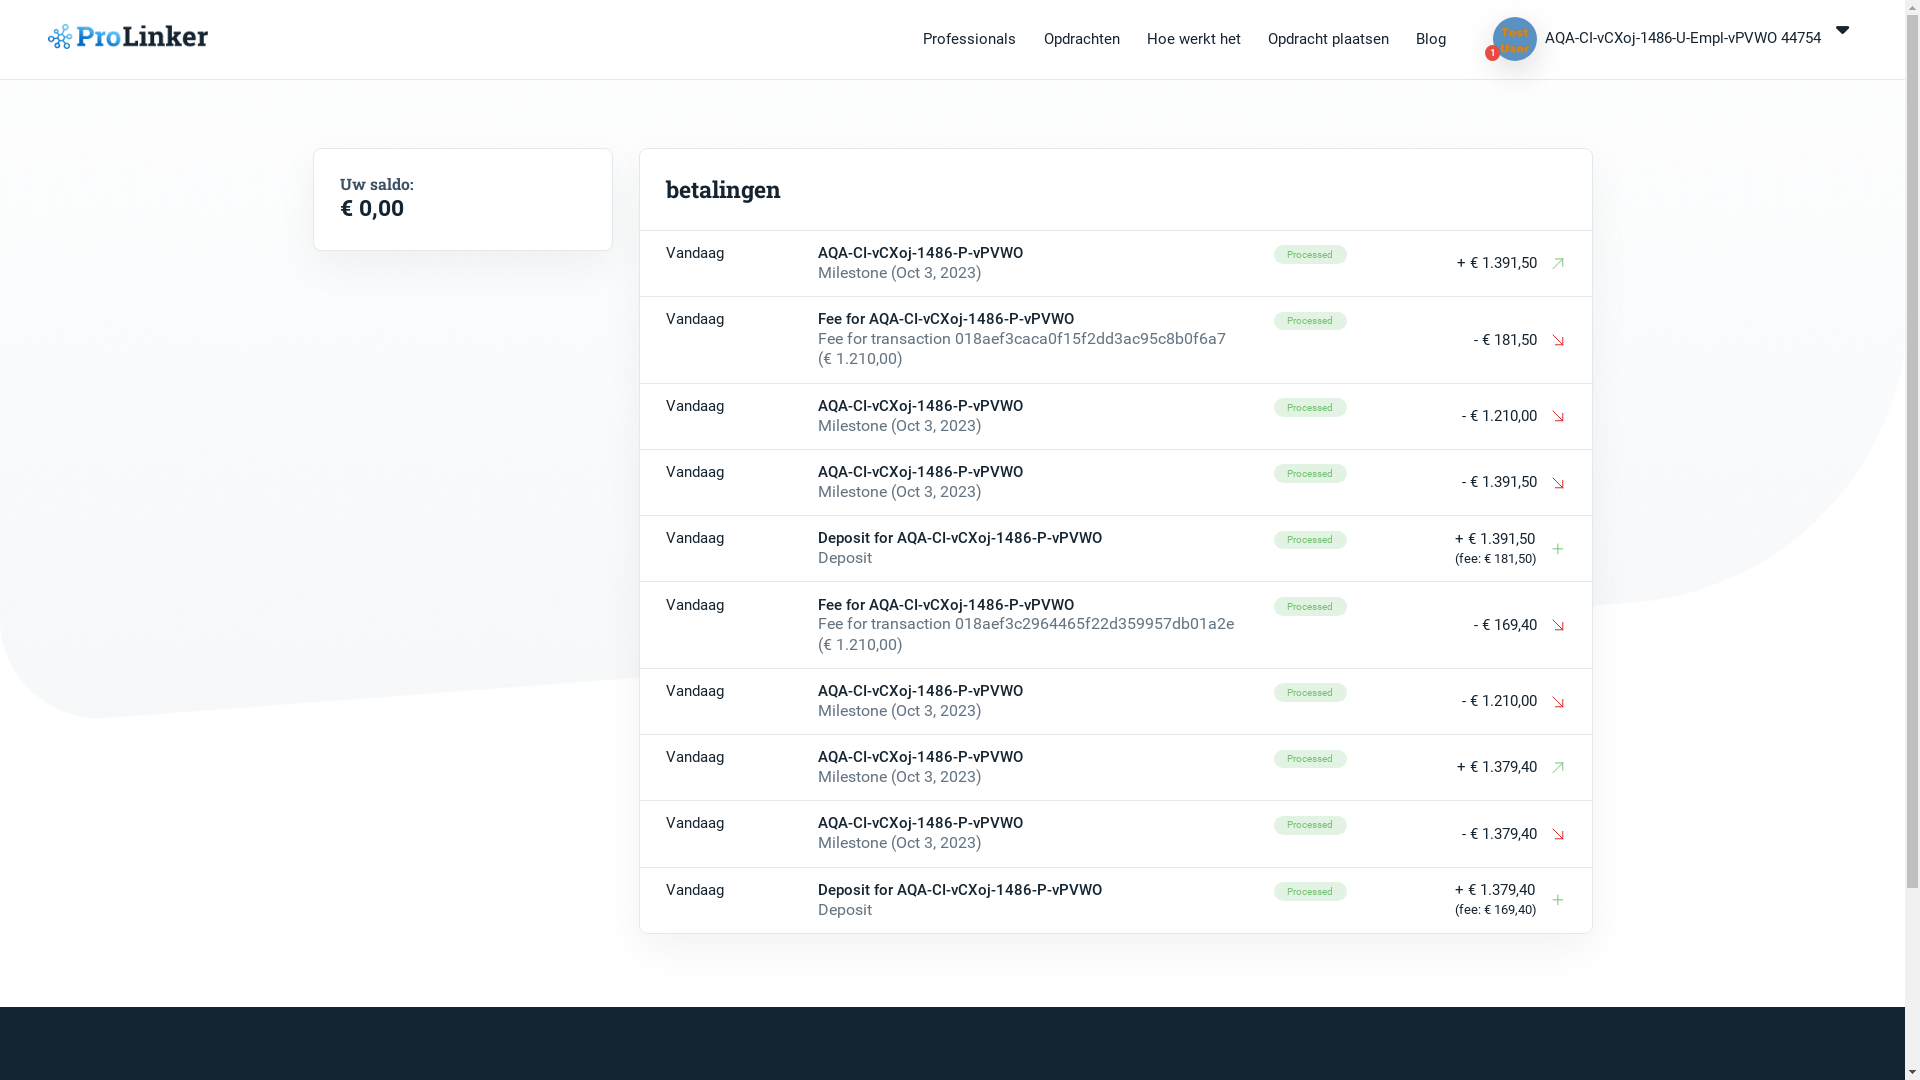 ProLinker
Professionals
Opdrachten
Hoe werkt het
Opdracht plaatsen
Blog
Test
User
1
AQA-CI-vCXoj-1486-U-Empl-vPVWO 44754
Uw saldo:
€ 0,00
betalingen
Vandaag
AQA-CI-vCXoj-1486-P-vPVWO
Milestone (Oct 3, 2023)
Processed
+ € 1.391,50
Vandaag
Fee for AQA-CI-vCXoj-1486-P-vPVWO
Fee for transaction 018aef3caca0f15f2dd3ac95c8b0f6a7
(€ 1.210,00)
Processed
- € 181,50
Vandaag
AQA-CI-vCXoj-1486-P-vPVWO
Milestone (Oct 3, 2023)
Processed
- € 1.210,00
Vandaag
AQA-CI-vCXoj-1486-P-vPVWO
Milestone (Oct 3, 2023)
Processed
- € 1.391,50
Vandaag
Deposit for AQA-CI-vCXoj-1486-P-vPVWO
Deposit
Processed
+ € 1.391,50
(fee: € 181,50)
Vandaag
Fee for AQA-CI-vCXoj-1486-P-vPVWO
Fee for transaction 018aef3c2964465f22d359957db01a2e
(€ 1.210,00)
Processed
- € 169,40
Vandaag
AQA-CI-vCXoj-1486-P-vPVWO
Milestone (Oct 3, 2023)
Processed
- € 1.210,00
Vandaag
AQA-CI-vCXoj-1486-P-vPVWO
Milestone (Oct 3, 2023)
Processed
+ € 1.379,40
Vandaag
AQA-CI-vCXoj-1486-P-vPVWO
Milestone (Oct 3, 2023)
Processed
- € 1.379,40
Vandaag
Deposit for AQA-CI-vCXoj-1486-P-vPVWO
Deposit
Processed
+ € 1.379,40
(fee: € 169,40)